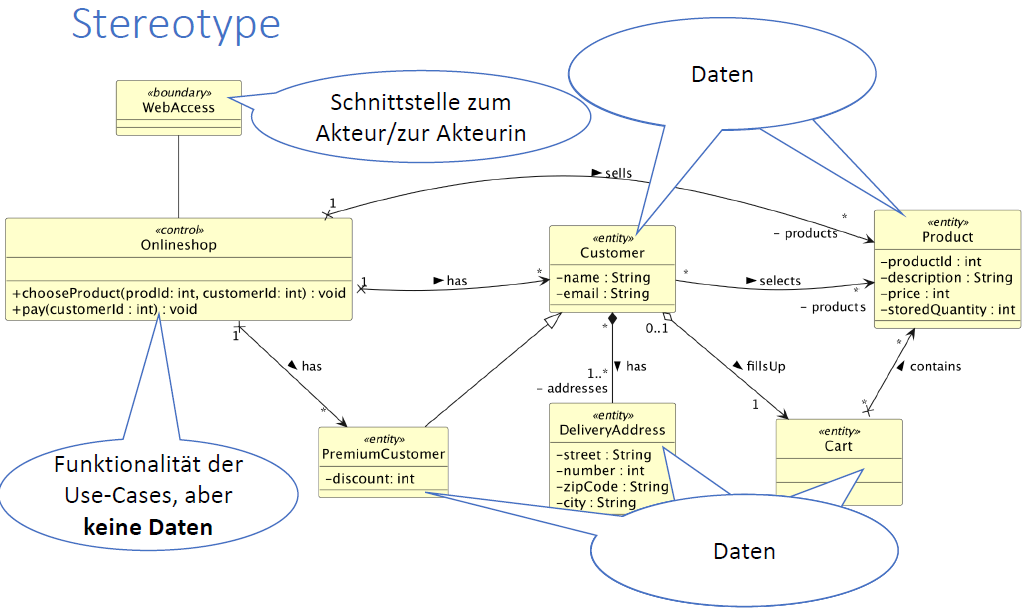 Stereotype
«boundary»
WebAccess
Schnittstelle zum
Akteur/zur Akteurin
Daten
1
sells
*
- products
«control»
Onlineshop
+chooseProduct(prodId: int, customerId: int) : void
+pay(customerId : int) : void
1
has
*
«entity»
Customer
-name : String
-email : String
*
selects
*
- products
«entity»
Product
-productId : int
-description : String
-price : int
-storedQuantity : int
1
has
*
*
has
1..*
- addresses
0..1
fillsUp
1
*
contains
*
«entity»
PremiumCustomer
-discount: int
«entity»
DeliveryAddress
-street : String
-number : int
-zipCode : String
-city : String
«entity»
Cart
Funktionalität der
Use-Cases, aber
keine Daten
Daten